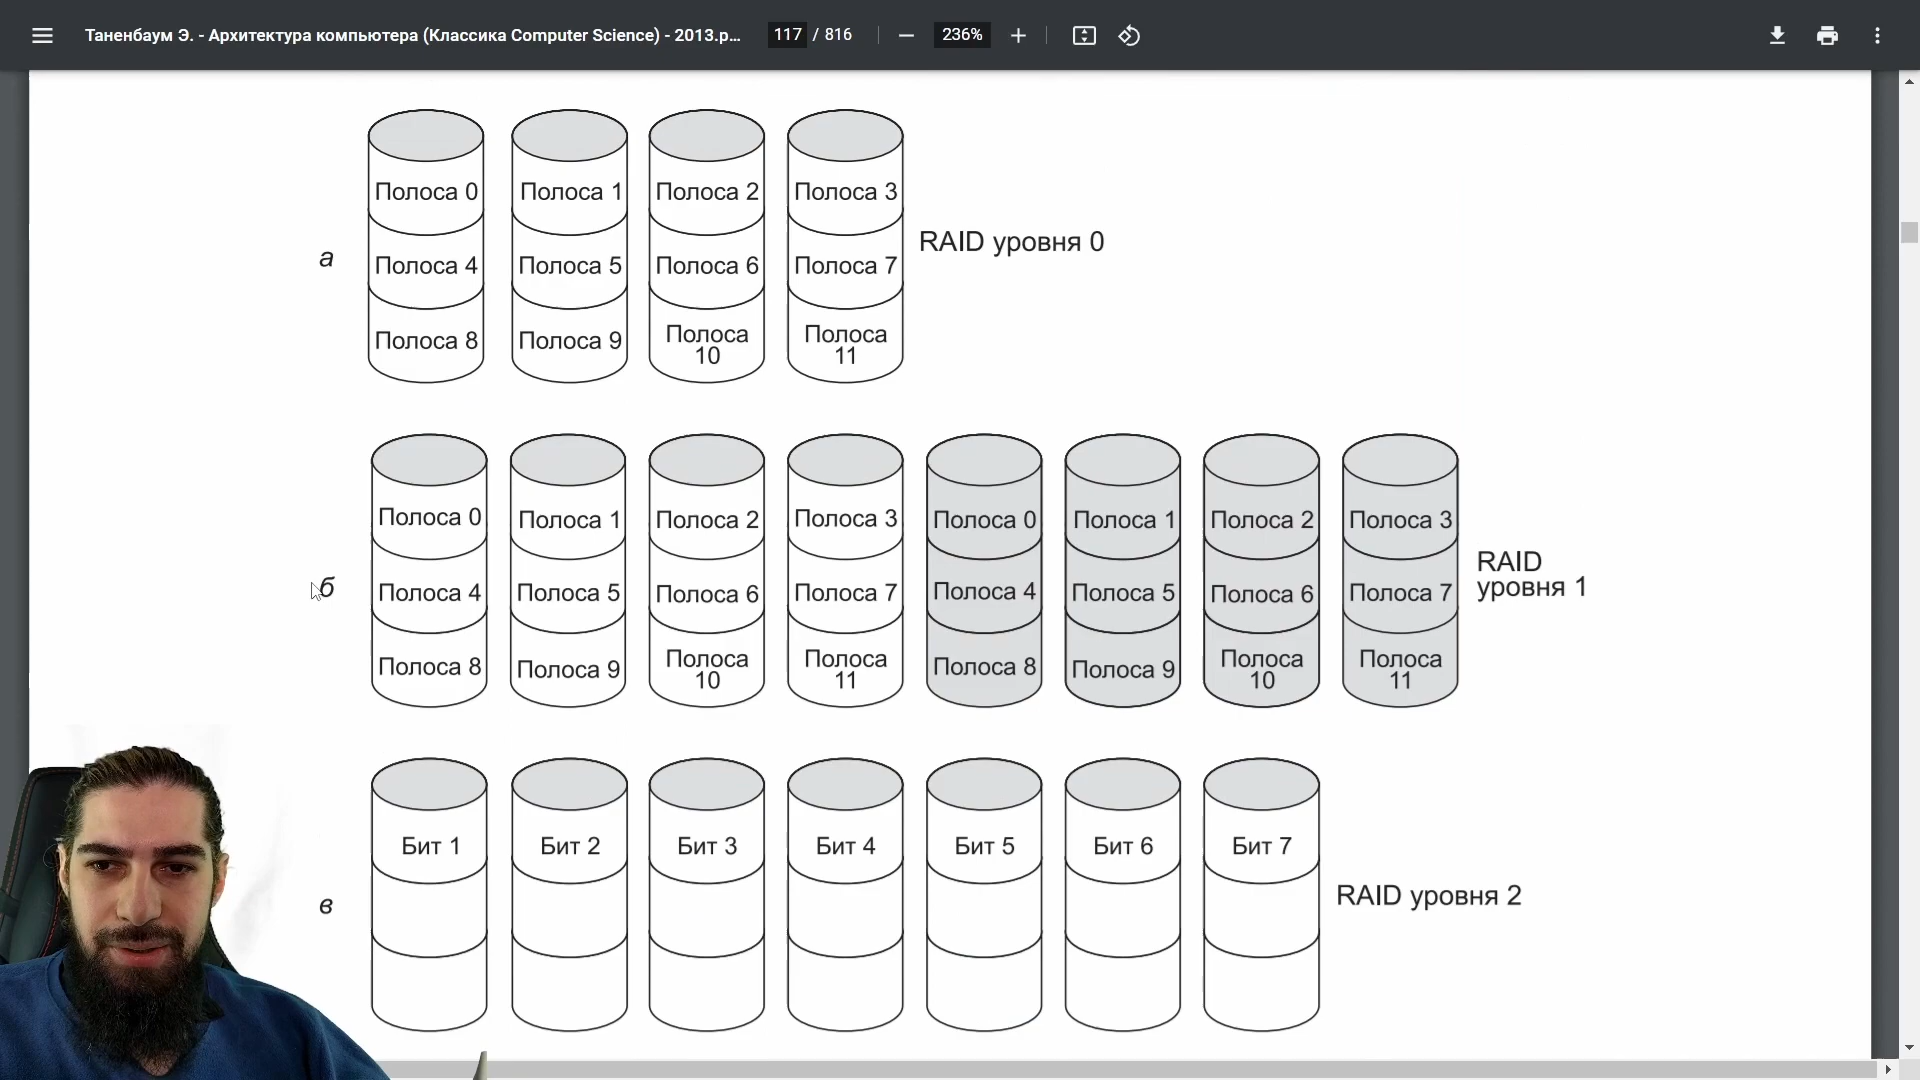 Таненбаум Э. - Архитектура компьютера (Классика Computer Science) - 2013.p...
117 / 816
236%
Полоса 0 Полоса 1 Полоса 2 Полоса 3
RAID уровня 0
а
Полоса 4 Полоса 5 Полоса 6 Полоса 7
Полоса 8 Полоса 9 Полоса 10 Полоса 11
Полоса 0 Полоса 1 Полоса 2 Полоса 3 Полоса 0 Полоса 1 Полоса 2 Полоса 3
RAID
уровня 1
б
Полоса 4 Полоса 5 Полоса 6 Полоса 7 Полоса 4 Полоса 5 Полоса 6 Полоса 7
Полоса 8 Полоса 9 Полоса 10 Полоса 11 Полоса 8 Полоса 9 Полоса 10 Полоса 11
Бит 1 Бит 2 Бит 3 Бит 4 Бит 5 Бит 6 Бит 7
в
RAID уровня 2